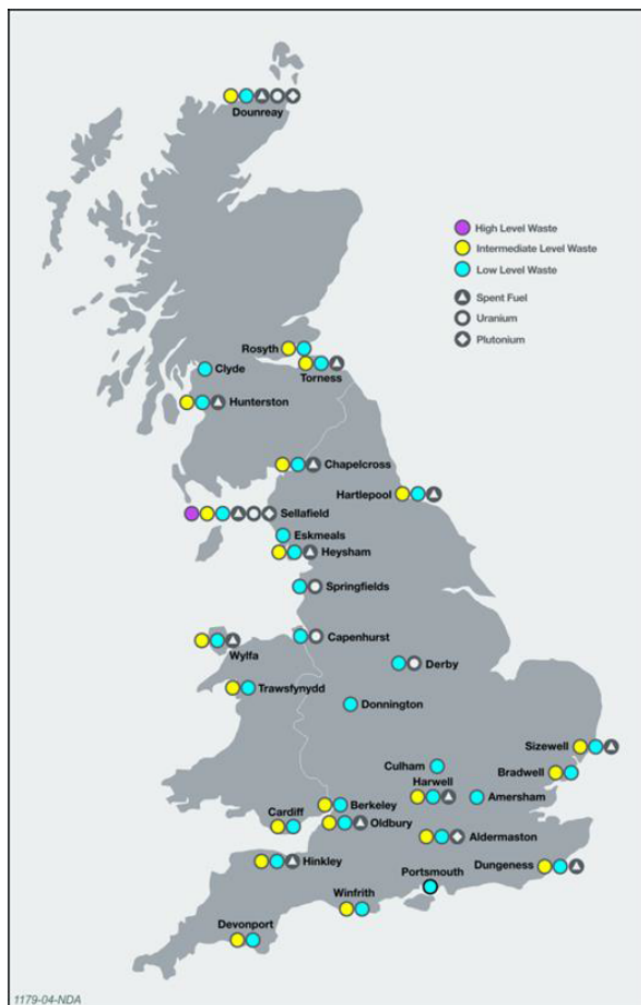 Dounreay
High Level Waste
Intermediate Level Waste
Low Level Waste
Spent Fuel
Uranium
Plutonium
Rosyth
Clyde
Torness
Hunterston
Chapelcross
Hartlepool
Sellafield
Eskmeals
Heysham
Springfields
Capenhurst
Wylfa
Derby
Trawsfynydd
Donnington
Sizewell
Culham
Bradwell
Harwell
Amersham
Berkeley
Cardiff
Oldbury
Aldermaston
Hinkley
Dungeness
Portsmouth
Winfrith
Devonport
1179-04-NDA